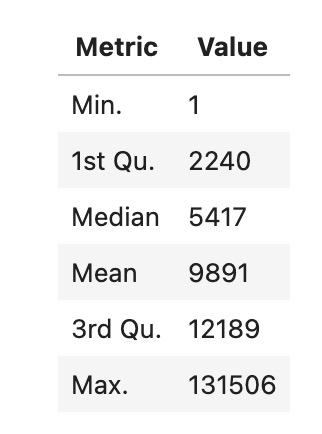 Metric Value
Min. 1
1st Qu. 2240
Median 5417
Mean 9891
3rd Qu. 12189
Max. 131506